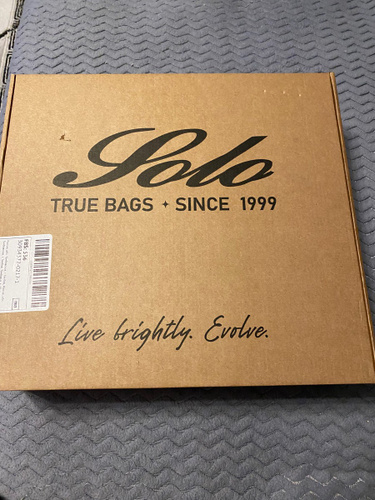 Solo
TRUE BAGS ✦ SINCE 1999
Live brightly. Evolve.